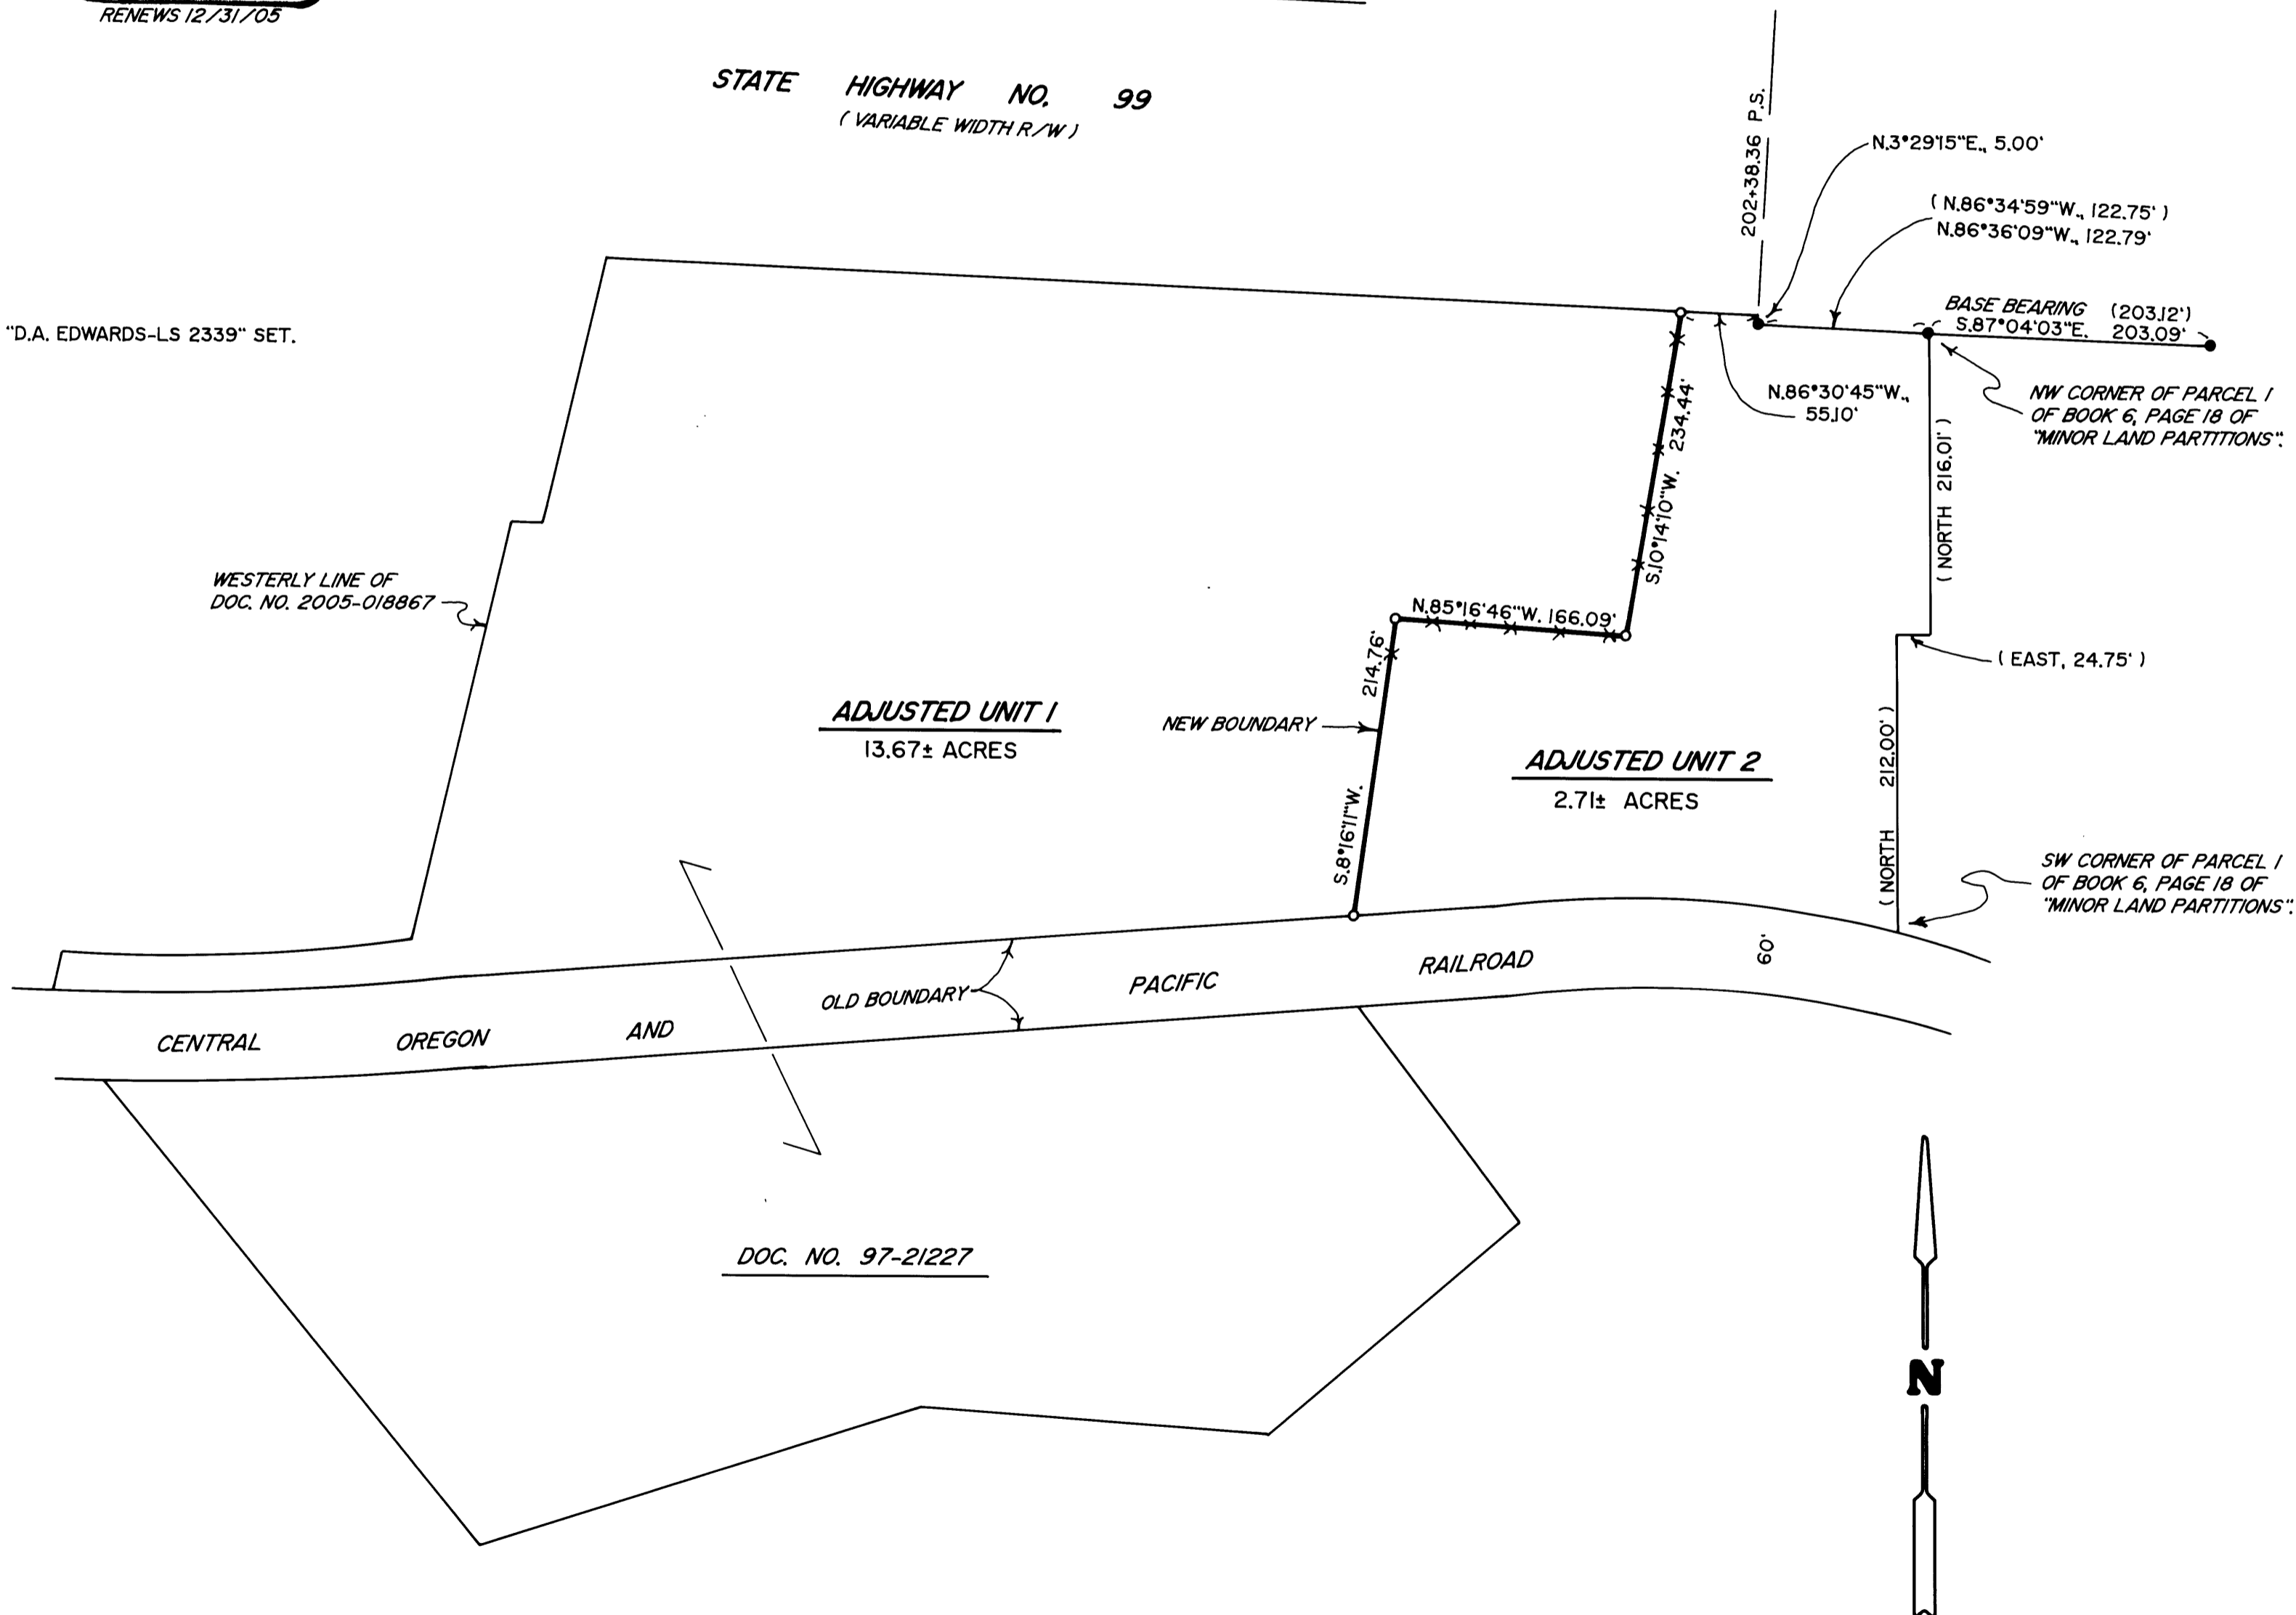 RENEWS 12/31/05
STATE HIGHWAY NO. 99
( VARIABLE WIDTH R/W )
202+38.36 P.S.
N.3°29'15"E., 5.00'
( N.86°34'59"W., 122.75' )
N.86°36'09"W., 122.79'
BASE BEARING (203.12')
S.87°04'03"E. 203.09'
"D.A. EDWARDS-LS 2339" SET.
N.86°30'45"W.,
55.10'
NW CORNER OF PARCEL 1
OF BOOK 6, PAGE 18 OF
"MINOR LAND PARTITIONS".
S.10°14'10"W. 234.44'
( NORTH 216.01' )
WESTERLY LINE OF
DOC. NO. 2005-018867
N.85°16'46"W. 166.09'
( EAST, 24.75' )
S.8°16'11"W. 214.76'
ADJUSTED UNIT 1
13.67± ACRES
NEW BOUNDARY
ADJUSTED UNIT 2
2.71± ACRES
( NORTH 212.00' )
SW CORNER OF PARCEL 1
OF BOOK 6, PAGE 18 OF
"MINOR LAND PARTITIONS".
60'
OLD BOUNDARY
CENTRAL OREGON AND PACIFIC RAILROAD
DOC. NO. 97-21227
N